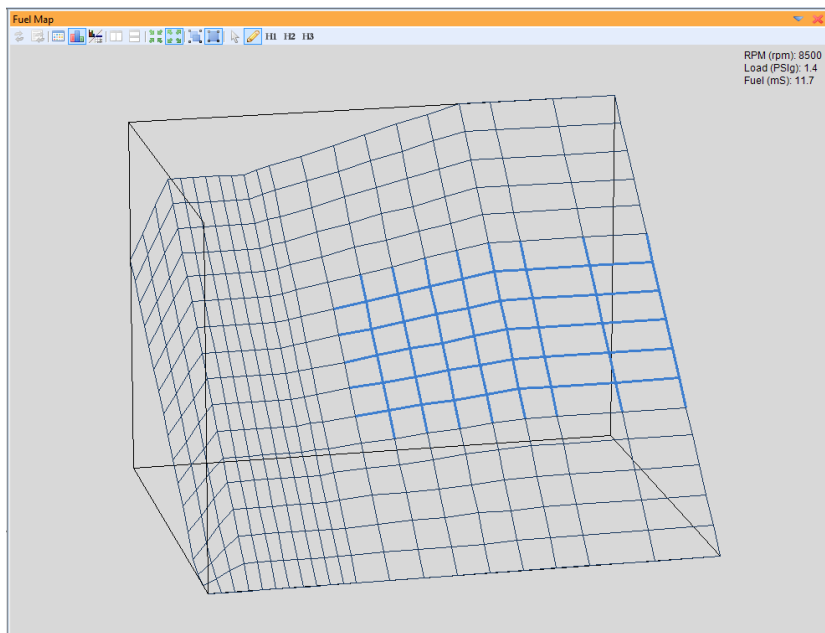 Fuel Map
H1 H2 H3
RPM (rpm): 8500
Load (PSIg): 1.4
Fuel (mS): 11.7